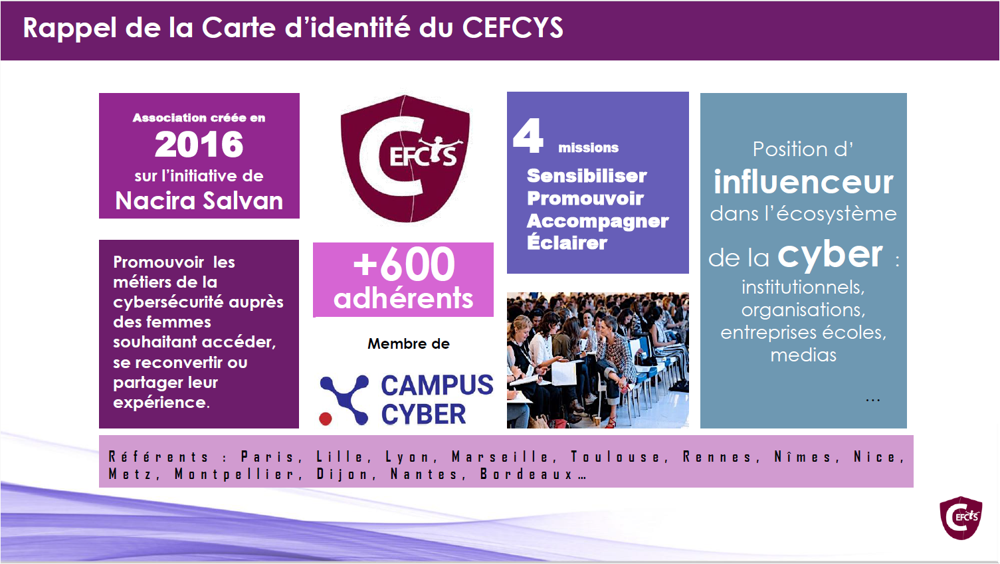 Rappel de la Carte d’identité du CEFCYS
Association créée en
2016
sur l’initiative de
Nacira Salvan
CEFCYS
4 missions
Sensibiliser
Promouvoir
Accompagner
Éclairer
Position d’
influenceur
dans l’écosystème
de la cyber :
institutionnels,
organisations,
entreprises écoles,
medias
...
Promouvoir les
métiers de la
cybersécurité auprès
des femmes
souhaitant accéder,
se reconvertir ou
partager leur
expérience.
+600
adhérents
Membre de
CAMPUS
CYBER
Référents : Paris, Lille, Lyon, Marseille, Toulouse, Rennes, Nîmes, Nice,
Metz, Montpellier, Dijon, Nantes, Bordeaux…
CEFCYS